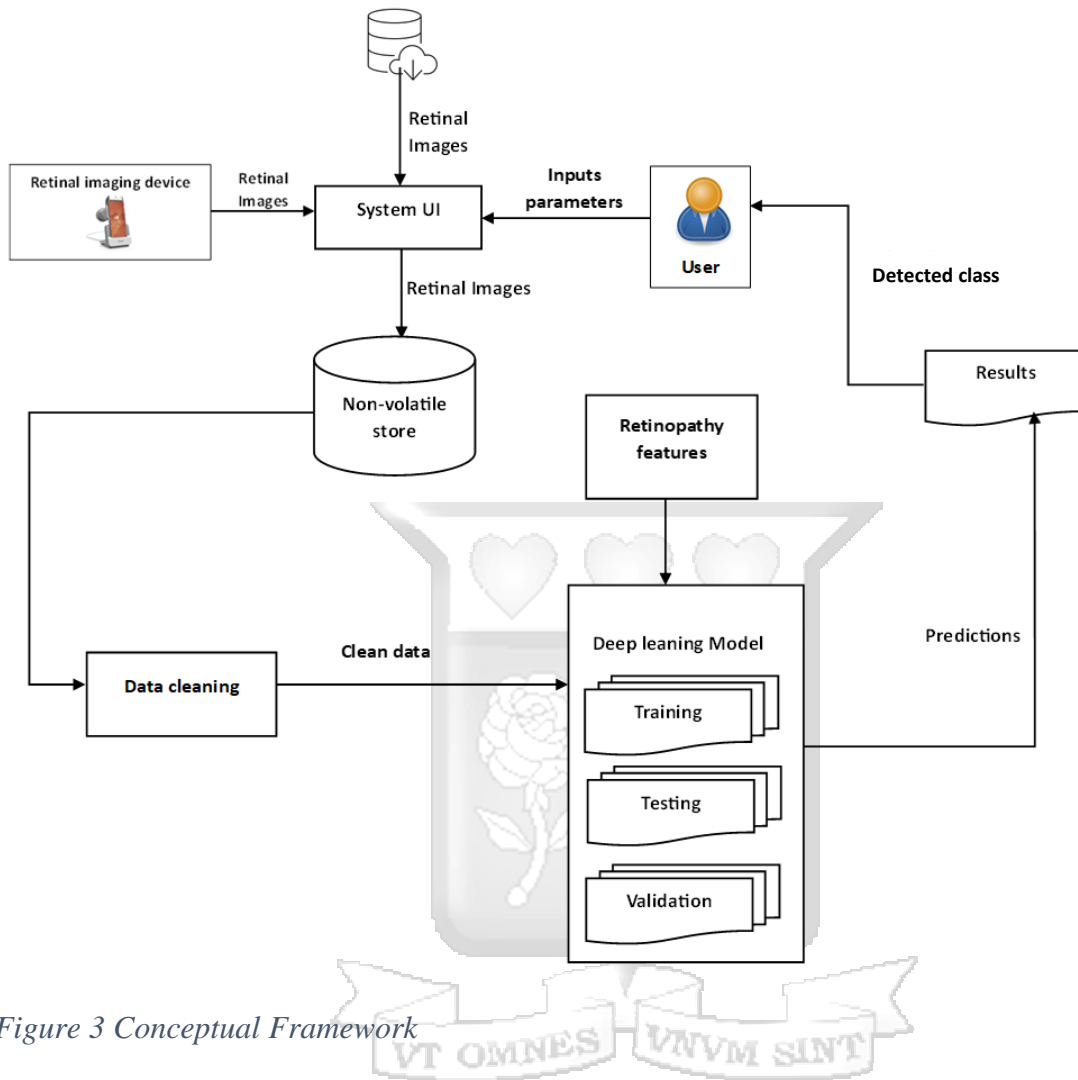 Retinal
Images
Retinal imaging device
Retinal
Images
System UI
Inputs
parameters
User
Detected class
Retinal Images
Results
Non-volatile
store
Retinopathy
features
Predictions
Deep leaning Model
Clean data
Data cleaning
Training
Testing
Validation
Figure 3 Conceptual Framework
VT OMNES VNVM SINT